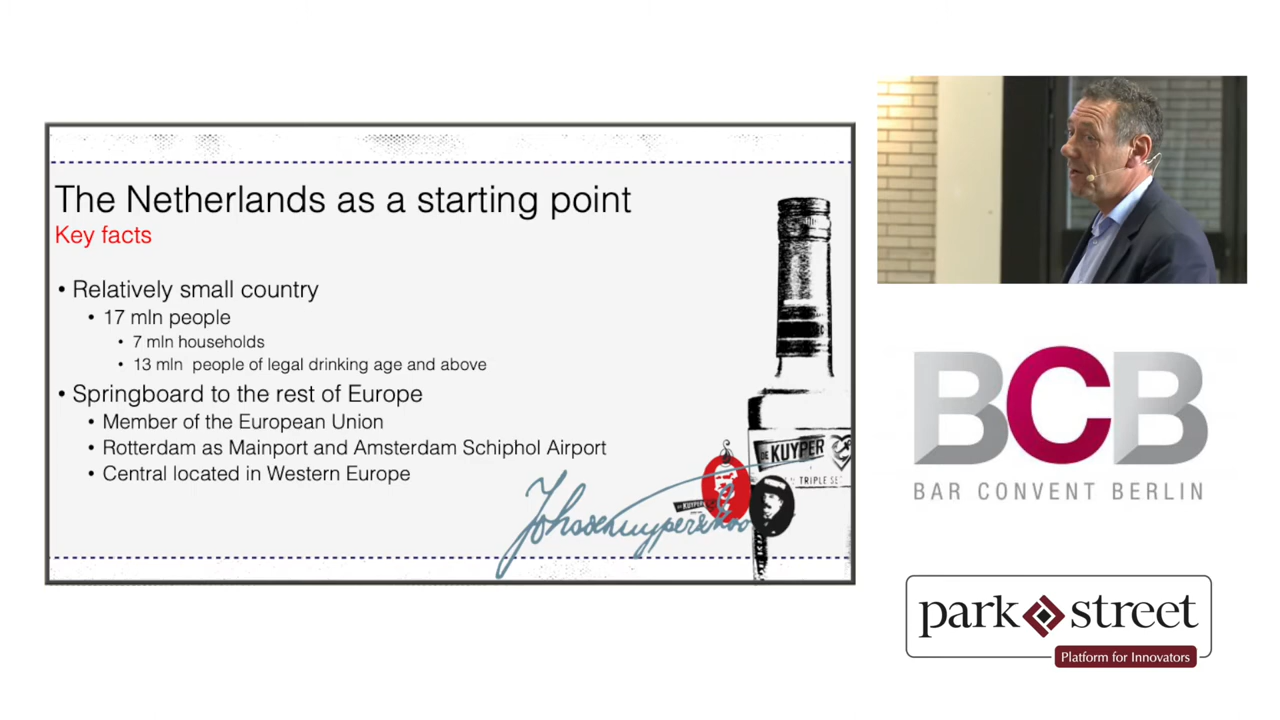 The Netherlands as a starting point
Key facts
• Relatively small country
• 17 mln people
• 7 mln households
• 13 mln people of legal drinking age and above
• Springboard to the rest of Europe
• Member of the European Union
• Rotterdam as Mainport and Amsterdam Schiphol Airport
• Central located in Western Europe
DE KUYPER
TRIPLE SE
DE KUYPER
BCB
BAR CONVENT BERLIN
park street
Platform for Innovators